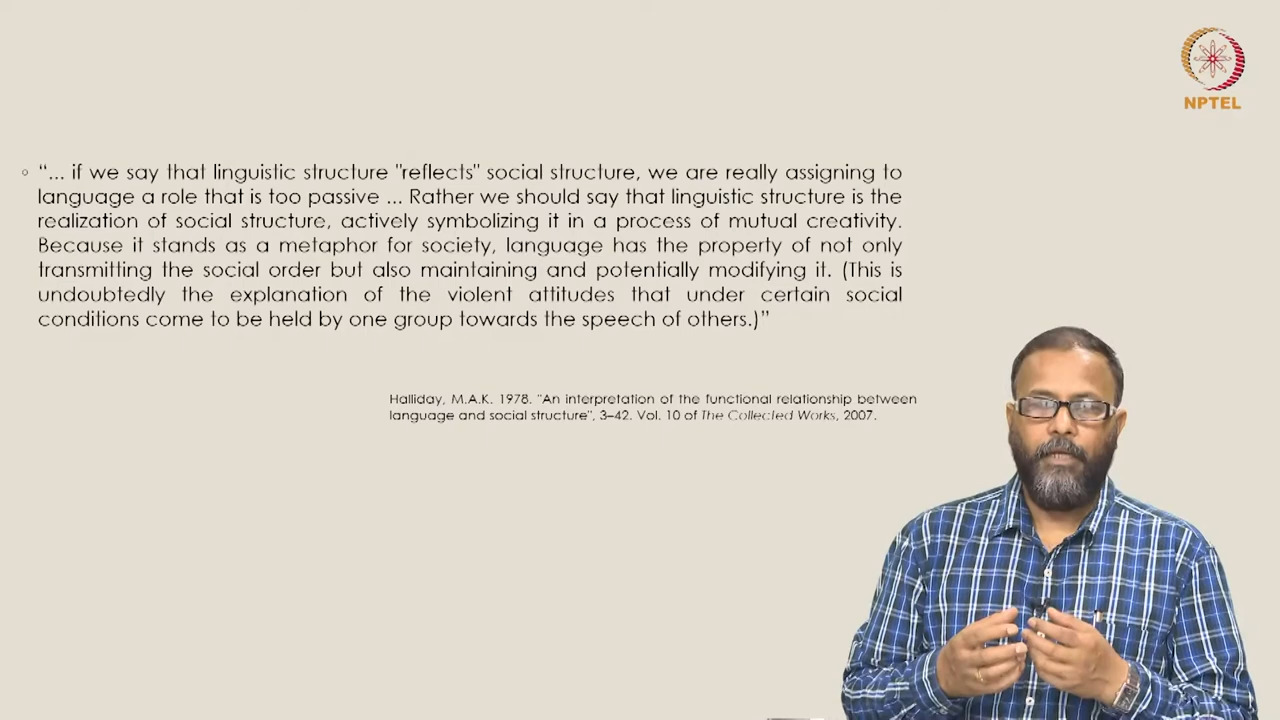 NPTEL
“... if we say that linguistic structure "reflects" social structure, we are really assigning to
language a role that is too passive ... Rather we should say that linguistic structure is the
realization of social structure, actively symbolizing it in a process of mutual creativity.
Because it stands as a metaphor for society, language has the property of not only
transmitting the social order but also maintaining and potentially modifying it. (This is
undoubtedly the explanation of the violent attitudes that under certain social
conditions come to be held by one group towards the speech of others.)”
Halliday, M.A.K. 1978. "An interpretation of the functional relationship between
language and social structure", 3–42. Vol. 10 of The Collected Works, 2007.